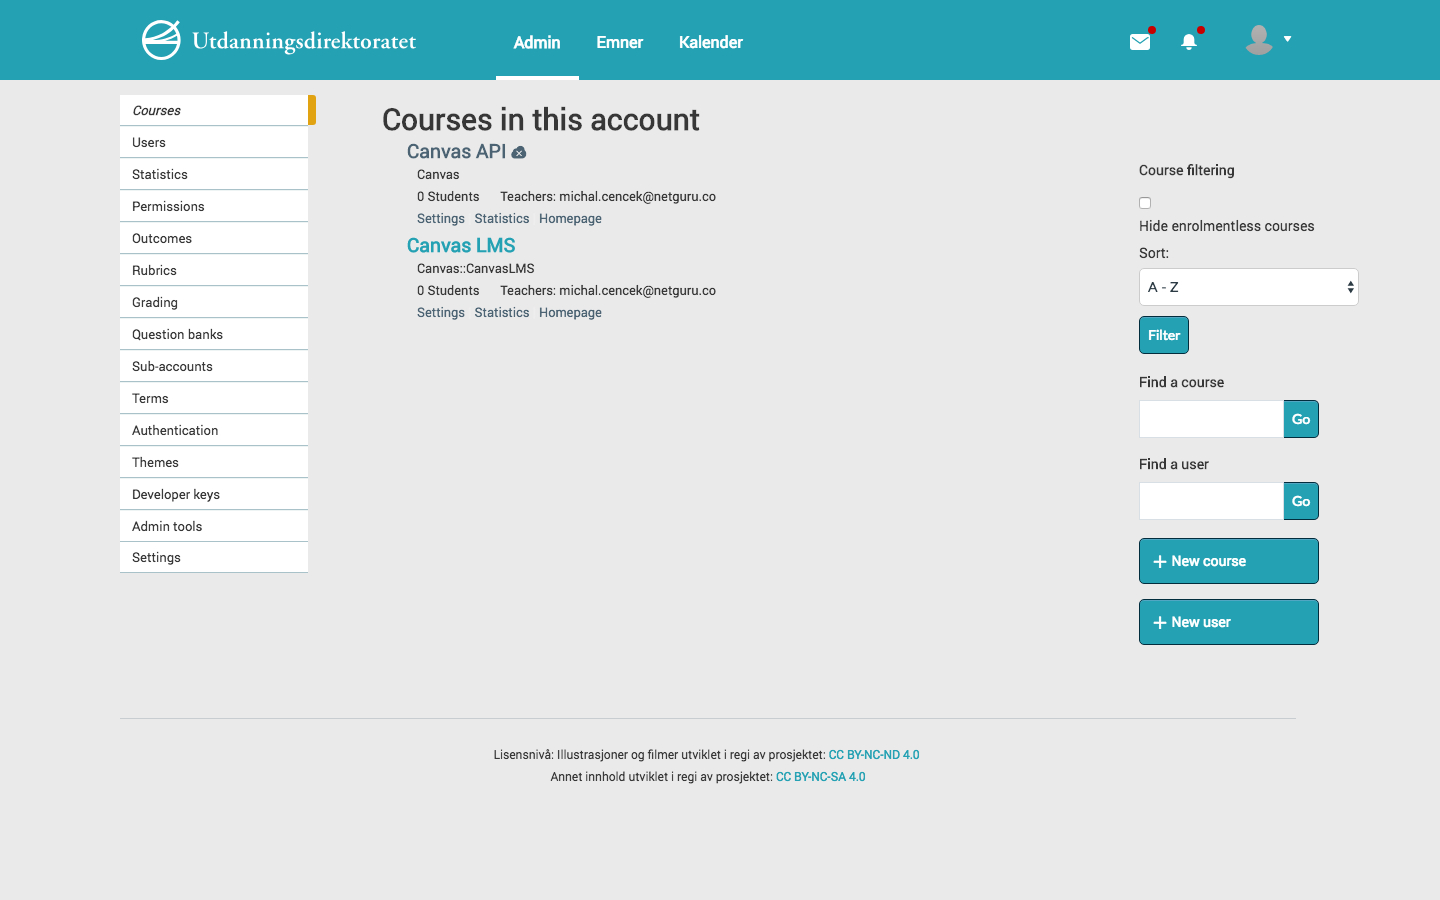 Utdanningsdirektoratet
Admin Emner Kalender
Courses
Users
Statistics
Permissions
Outcomes
Rubrics
Grading
Question banks
Sub-accounts
Terms
Authentication
Themes
Developer keys
Admin tools
Settings
Courses in this account
Canvas API
Canvas
0 Students Teachers: michal.cencek@netguru.co
Settings Statistics Homepage
Canvas LMS
Canvas::CanvasLMS
0 Students Teachers: michal.cencek@netguru.co
Settings Statistics Homepage
Course filtering
Hide enrolmentless courses
Sort:
A - Z
Filter
Find a course
Go
Find a user
Go
+ New course
+ New user
Lisensnivå: Illustrasjoner og filmer utviklet i regi av prosjektet: CC BY-NC-ND 4.0
Annet innhold utviklet i regi av prosjektet: CC BY-NC-SA 4.0